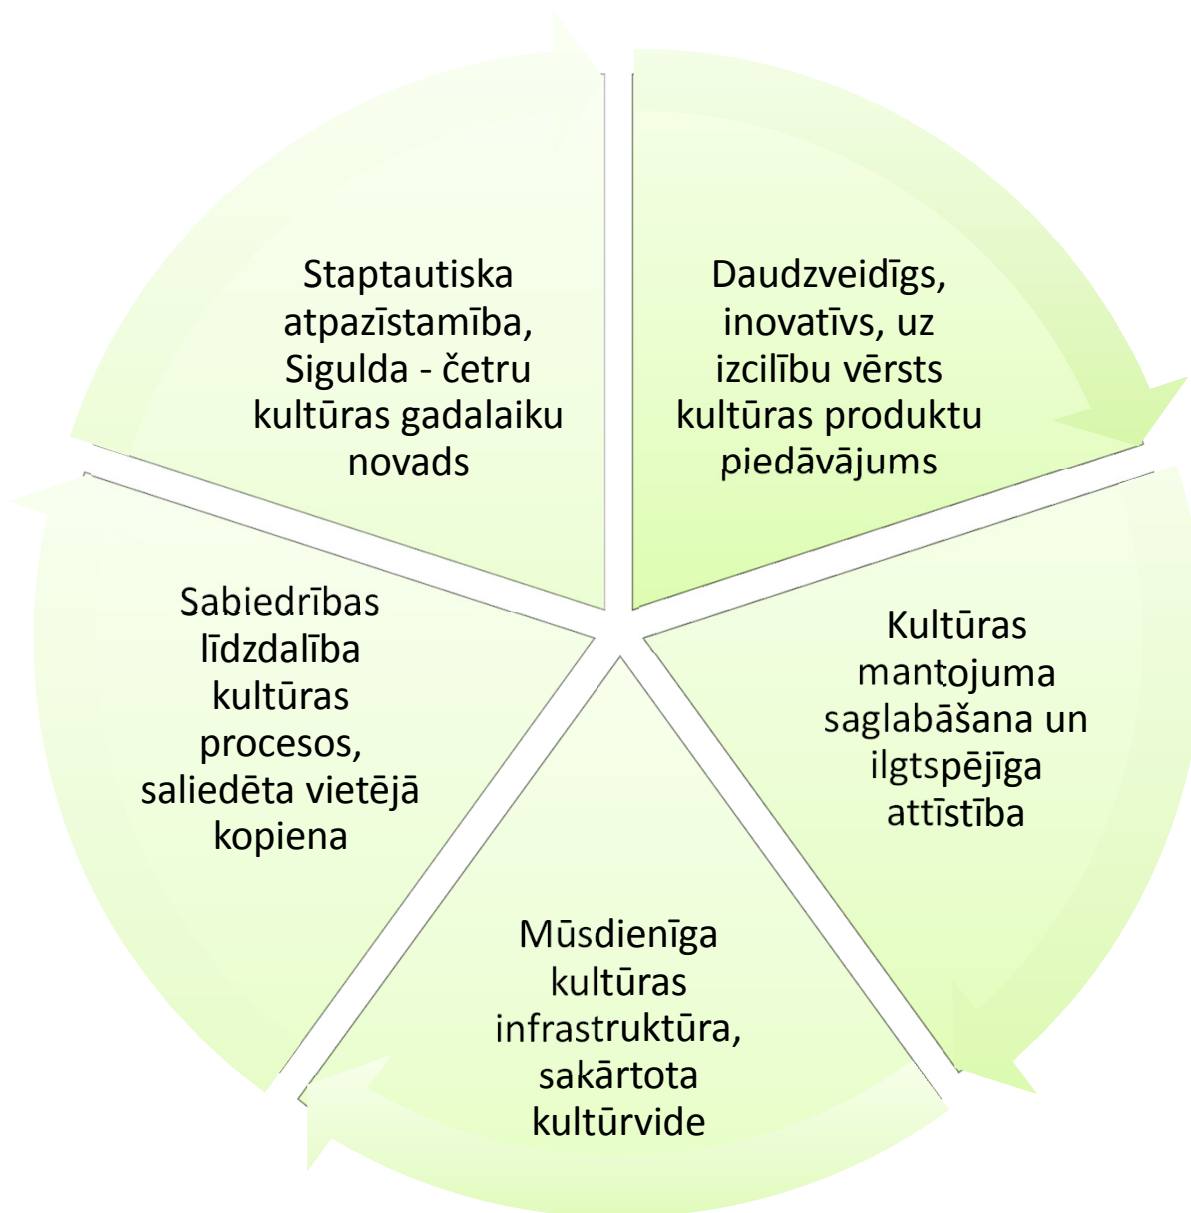 Staptautiska
atpazīstamība,
Sigulda - četru
kultūras gadalaiku
novads
Daudzveidīgs,
inovatīvs, uz
izcilību vērsts
kultūras produktu
piedāvājums
Kultūras
mantojuma
saglabāšana un
ilgtspējīga
attīstība
Mūsdienīga
kultūras
infrastruktūra,
sakārtota
kultūrvide
Sabiedrības
līdzdalība
kultūras
procesos,
saliedēta vietējā
kopiena